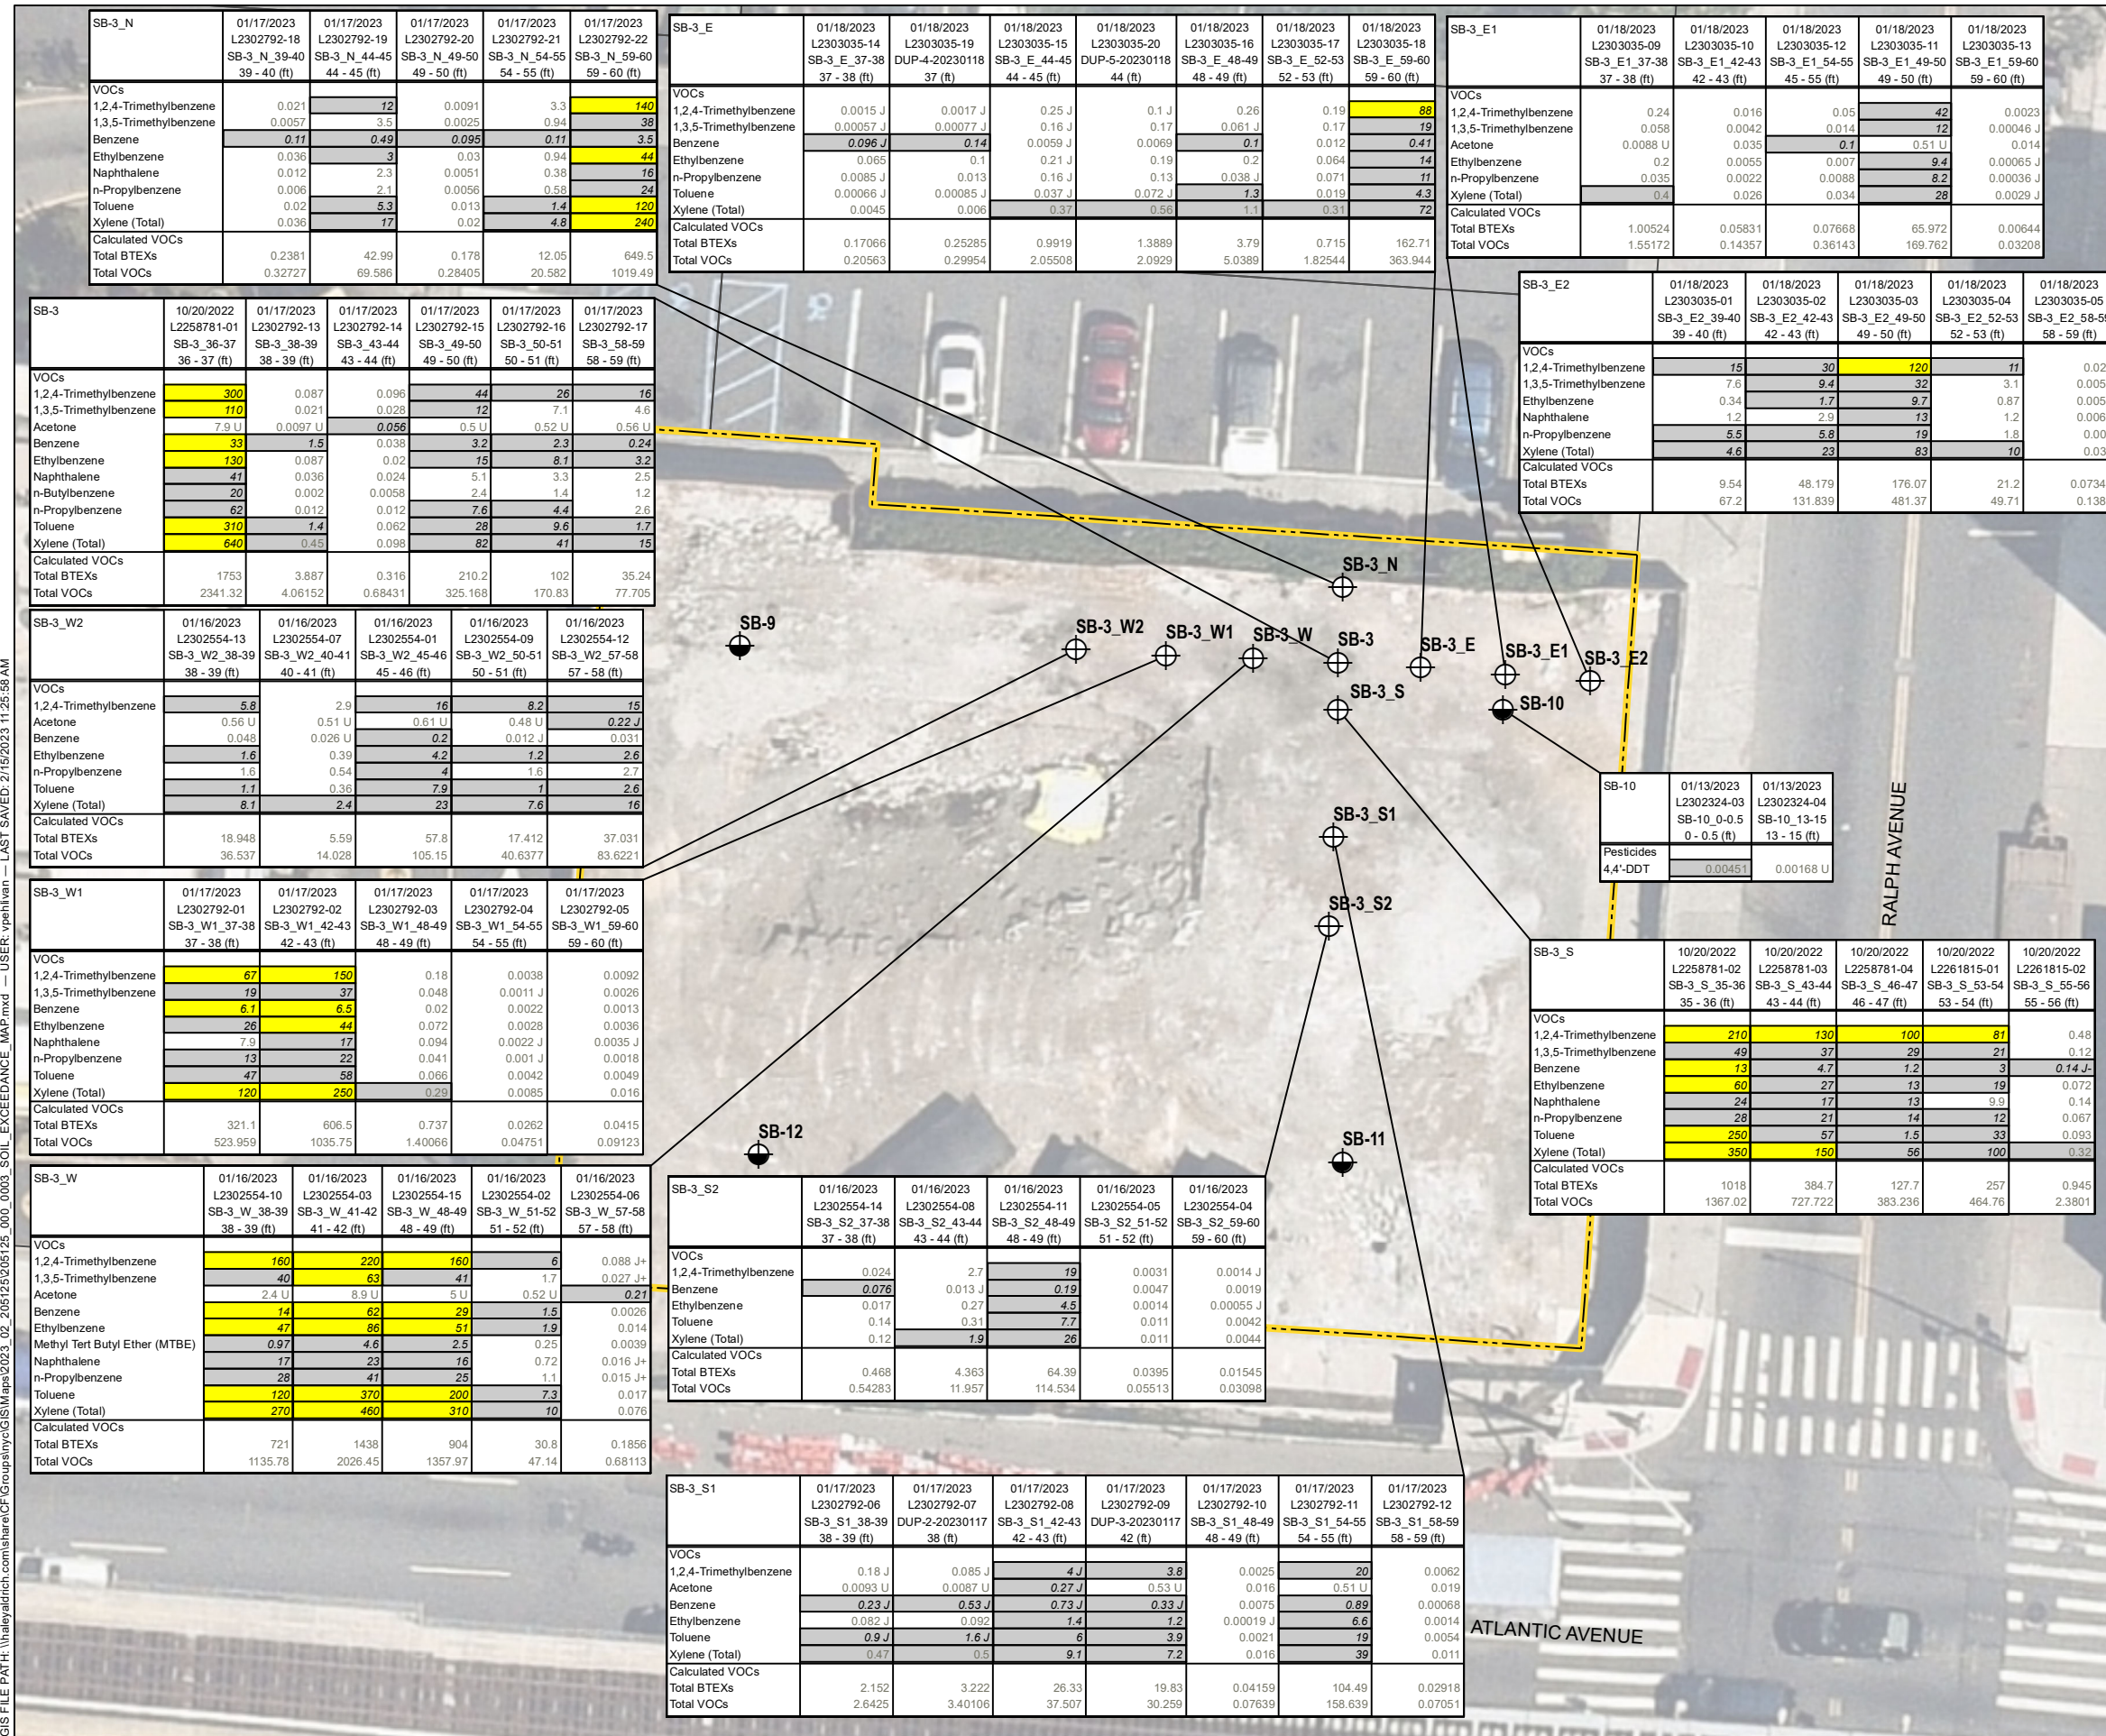 SB-3_N 01/17/2023 01/17/2023 01/17/2023 01/17/2023 01/17/2023
L2302792-18 L2302792-19 L2302792-20 L2302792-21 L2302792-22
SB-3_N_39-40 SB-3_N_44-45 SB-3_N_49-50 SB-3_N_54-55 SB-3_N_59-60
39 - 40 (ft) 44 - 45 (ft) 49 - 50 (ft) 54 - 55 (ft) 59 - 60 (ft)
VOCs
1,2,4-Trimethylbenzene 0.021 12 0.0091 3.3 140
1,3,5-Trimethylbenzene 0.0057 3.5 0.0025 0.94 38
Benzene 0.11 0.49 0.095 0.11 3.5
Ethylbenzene 0.036 3 0.03 0.94 44
Naphthalene 0.012 2.3 0.0051 0.38 16
n-Propylbenzene 0.006 2.1 0.0056 0.58 24
Toluene 0.02 5.3 0.013 1.4 120
Xylene (Total) 0.036 17 0.02 4.8 240
Calculated VOCs
Total BTEXs 0.2381 42.99 0.178 12.05 649.5
Total VOCs 0.32727 69.586 0.28405 20.582 1019.49
SB-3_E 01/18/2023 01/18/2023 01/18/2023 01/18/2023 01/18/2023 01/18/2023 01/18/2023
L2303035-14 L2303035-19 L2303035-15 L2303035-20 L2303035-16 L2303035-17 L2303035-18
SB-3_E_37-38 DUP-4-20230118 SB-3_E_44-45 DUP-5-20230118 SB-3_E_48-49 SB-3_E_52-53 SB-3_E_59-60
37 - 38 (ft) 37 (ft) 44 - 45 (ft) 44 (ft) 48 - 49 (ft) 52 - 53 (ft) 59 - 60 (ft)
VOCs
1,2,4-Trimethylbenzene 0.0015 J 0.0017 J 0.25 J 0.1 J 0.26 0.19 88
1,3,5-Trimethylbenzene 0.00057 J 0.00077 J 0.16 J 0.17 0.061 J 0.17 19
Benzene 0.096 J 0.14 0.0059 J 0.0069 0.1 0.012 0.41
Ethylbenzene 0.065 0.1 0.21 J 0.19 0.2 0.064 14
n-Propylbenzene 0.0085 J 0.013 0.16 J 0.13 0.038 J 0.071 11
Toluene 0.00066 J 0.00085 J 0.037 J 0.072 J 1.3 0.019 4.3
Xylene (Total) 0.0045 0.006 0.37 0.56 1.1 0.31 72
Calculated VOCs
Total BTEXs 0.17066 0.25285 0.9919 1.3889 3.79 0.715 162.71
Total VOCs 0.20563 0.29954 2.05508 2.0929 5.0389 1.82544 363.944
SB-3_E1 01/18/2023 01/18/2023 01/18/2023 01/18/2023 01/18/2023
L2303035-09 L2303035-10 L2303035-12 L2303035-11 L2303035-13
SB-3_E1_37-38 SB-3_E1_42-43 SB-3_E1_54-55 SB-3_E1_49-50 SB-3_E1_59-60
37 - 38 (ft) 42 - 43 (ft) 45 - 55 (ft) 49 - 50 (ft) 59 - 60 (ft)
VOCs
1,2,4-Trimethylbenzene 0.24 0.016 0.05 42 0.0023
1,3,5-Trimethylbenzene 0.058 0.0042 0.014 12 0.00046 J
Acetone 0.0088 U 0.035 0.1 0.51 U 0.014
Ethylbenzene 0.2 0.0055 0.007 9.4 0.00065 J
n-Propylbenzene 0.035 0.0022 0.0088 8.2 0.00036 J
Xylene (Total) 0.4 0.026 0.034 28 0.0029 J
Calculated VOCs
Total BTEXs 1.00524 0.05831 0.07668 65.972 0.00644
Total VOCs 1.55172 0.14357 0.36143 169.762 0.03208
SB-3_E2 01/18/2023 01/18/2023 01/18/2023 01/18/2023 01/18/2023
L2303035-01 L2303035-02 L2303035-03 L2303035-04 L2303035-05
SB-3_E2_39-40 SB-3_E2_42-43 SB-3_E2_49-50 SB-3_E2_52-53 SB-3_E2_58-59
39 - 40 (ft) 42 - 43 (ft) 49 - 50 (ft) 52 - 53 (ft) 58 - 59 (ft)
VOCs
1,2,4-Trimethylbenzene 15 30 120 11 0.02
1,3,5-Trimethylbenzene 7.6 9.4 32 3.1 0.005
Ethylbenzene 0.34 1.7 9.7 0.87 0.005
Naphthalene 1.2 2.9 13 1.2 0.006
n-Propylbenzene 5.5 5.8 19 1.8 0.00
Xylene (Total) 4.6 23 83 10 0.03
Calculated VOCs
Total BTEXs 9.54 48.179 176.07 21.2 0.0734
Total VOCs 67.2 131.839 481.37 49.71 0.138
SB-3 10/20/2022 01/17/2023 01/17/2023 01/17/2023 01/17/2023 01/17/2023
L2258781-01 L2302792-13 L2302792-14 L2302792-15 L2302792-16 L2302792-17
SB-3_36-37 SB-3_38-39 SB-3_43-44 SB-3_49-50 SB-3_50-51 SB-3_58-59
36 - 37 (ft) 38 - 39 (ft) 43 - 44 (ft) 49 - 50 (ft) 50 - 51 (ft) 58 - 59 (ft)
VOCs
1,2,4-Trimethylbenzene 300 0.087 0.096 44 26 16
1,3,5-Trimethylbenzene 110 0.021 0.028 12 7.1 4.6
Acetone 7.9 U 0.0097 U 0.056 0.5 U 0.52 U 0.56 U
Benzene 33 1.5 0.038 3.2 2.3 0.24
Ethylbenzene 130 0.087 0.02 15 8.1 3.2
Naphthalene 41 0.036 0.024 5.1 3.3 2.5
n-Butylbenzene 20 0.002 0.0058 2.4 1.4 1.2
n-Propylbenzene 62 0.012 0.012 7.6 4.4 2.6
Toluene 310 1.4 0.062 28 9.6 1.7
Xylene (Total) 640 0.45 0.098 82 41 15
Calculated VOCs
Total BTEXs 1753 3.887 0.316 210.2 102 35.24
Total VOCs 2341.32 4.06152 0.68431 325.168 170.83 77.705
SB-3_W2 01/16/2023 01/16/2023 01/16/2023 01/16/2023 01/16/2023
L2302554-13 L2302554-07 L2302554-01 L2302554-09 L2302554-12
SB-3_W2_38-39 SB-3_W2_40-41 SB-3_W2_45-46 SB-3_W2_50-51 SB-3_W2_57-58
38 - 39 (ft) 40 - 41 (ft) 45 - 46 (ft) 50 - 51 (ft) 57 - 58 (ft)
VOCs
1,2,4-Trimethylbenzene 5.8 2.9 16 8.2 15
Acetone 0.56 U 0.51 U 0.61 U 0.48 U 0.22 J
Benzene 0.048 0.026 U 0.2 0.012 J 0.031
Ethylbenzene 1.6 0.39 4.2 1.2 2.6
n-Propylbenzene 1.6 0.54 4 1.6 2.7
Toluene 1.1 0.36 7.9 1 2.6
Xylene (Total) 8.1 2.4 23 7.6 16
Calculated VOCs
Total BTEXs 18.948 5.59 57.8 17.412 37.031
Total VOCs 36.537 14.028 105.15 40.6377 83.6221
SB-3_W1 01/17/2023 01/17/2023 01/17/2023 01/17/2023 01/17/2023
L2302792-01 L2302792-02 L2302792-03 L2302792-04 L2302792-05
SB-3_W1_37-38 SB-3_W1_42-43 SB-3_W1_48-49 SB-3_W1_54-55 SB-3_W1_59-60
37 - 38 (ft) 42 - 43 (ft) 48 - 49 (ft) 54 - 55 (ft) 59 - 60 (ft)
VOCs
1,2,4-Trimethylbenzene 67 150 0.18 0.0038 0.0092
1,3,5-Trimethylbenzene 19 37 0.048 0.0011 J 0.0026
Benzene 6.1 6.5 0.02 0.0022 0.0013
Ethylbenzene 26 44 0.072 0.0028 0.0036
Naphthalene 7.9 17 0.094 0.0022 J 0.0035 J
n-Propylbenzene 13 22 0.041 0.001 J 0.0018
Toluene 47 58 0.066 0.0042 0.0049
Xylene (Total) 120 250 0.29 0.0085 0.016
Calculated VOCs
Total BTEXs 321.1 606.5 0.737 0.0262 0.0415
Total VOCs 523.959 1035.75 1.40066 0.04751 0.09123
SB-3_W 01/16/2023 01/16/2023 01/16/2023 01/16/2023 01/16/2023
L2302554-10 L2302554-03 L2302554-15 L2302554-02 L2302554-06
SB-3_W_38-39 SB-3_W_41-42 SB-3_W_48-49 SB-3_W_51-52 SB-3_W_57-58
38 - 39 (ft) 41 - 42 (ft) 48 - 49 (ft) 51 - 52 (ft) 57 - 58 (ft)
VOCs
1,2,4-Trimethylbenzene 160 220 160 6 0.088 J+
1,3,5-Trimethylbenzene 40 63 41 1.7 0.027 J+
Acetone 2.4 U 8.9 U 5 U 0.52 U 0.21
Benzene 14 62 29 1.5 0.0026
Ethylbenzene 47 86 51 1.9 0.014
Methyl Tert Butyl Ether (MTBE) 0.97 4.6 2.5 0.25 0.0039
Naphthalene 17 23 16 0.72 0.016 J+
n-Propylbenzene 28 41 25 1.1 0.015 J+
Toluene 120 370 200 7.3 0.017
Xylene (Total) 270 460 310 10 0.076
Calculated VOCs
Total BTEXs 721 1438 904 30.8 0.1856
Total VOCs 1135.78 2026.45 1357.97 47.14 0.68113
SB-3_N
SB-9
SB-3_W2
SB-3_W1
SB-3_W
SB-3
SB-3_E
SB-3_E1
SB-3_E2
SB-3_S
SB-10
SB-3_S1
SB-3_S2
SB-12
SB-11
RALPH AVENUE
SB-10 01/13/2023 01/13/2023
L2302324-03 L2302324-04
SB-10_0-0.5 SB-10_13-15
0 - 0.5 (ft) 13 - 15 (ft)
Pesticides
4,4'-DDT 0.00451 0.00168 U
SB-3_S 10/20/2022 10/20/2022 10/20/2022 10/20/2022 10/20/2022
L2258781-02 L2258781-03 L2258781-04 L2261815-01 L2261815-02
SB-3_S_35-36 SB-3_S_43-44 SB-3_S_46-47 SB-3_S_53-54 SB-3_S_55-56
35 - 36 (ft) 43 - 44 (ft) 46 - 47 (ft) 53 - 54 (ft) 55 - 56 (ft)
VOCs
1,2,4-Trimethylbenzene 210 130 100 81 0.48
1,3,5-Trimethylbenzene 49 37 29 21 0.12
Benzene 13 4.7 1.2 3 0.14 J-
Ethylbenzene 60 27 13 19 0.072
Naphthalene 24 17 13 9.9 0.14
n-Propylbenzene 28 21 14 12 0.067
Toluene 250 57 1.5 33 0.093
Xylene (Total) 350 150 56 100 0.32
Calculated VOCs
Total BTEXs 1018 384.7 127.7 257 0.945
Total VOCs 1367.02 727.722 383.236 464.76 2.3801
SB-3_S2 01/16/2023 01/16/2023 01/16/2023 01/16/2023 01/16/2023
L2302554-14 L2302554-08 L2302554-11 L2302554-05 L2302554-04
SB-3_S2_37-38 SB-3_S2_43-44 SB-3_S2_48-49 SB-3_S2_51-52 SB-3_S2_59-60
37 - 38 (ft) 43 - 44 (ft) 48 - 49 (ft) 51 - 52 (ft) 59 - 60 (ft)
VOCs
1,2,4-Trimethylbenzene 0.024 2.7 19 0.0031 0.0014 J
Benzene 0.076 0.013 J 0.19 0.0047 0.0019
Ethylbenzene 0.017 0.27 4.5 0.0014 0.00055 J
Toluene 0.14 0.31 7.7 0.011 0.0042
Xylene (Total) 0.12 1.9 26 0.011 0.0044
Calculated VOCs
Total BTEXs 0.468 4.363 64.39 0.0395 0.01545
Total VOCs 0.54283 11.957 114.534 0.05513 0.03098
SB-3_S1 01/17/2023 01/17/2023 01/17/2023 01/17/2023 01/17/2023 01/17/2023 01/17/2023
L2302792-06 L2302792-07 L2302792-08 L2302792-09 L2302792-10 L2302792-11 L2302792-12
SB-3_S1_38-39 DUP-2-20230117 SB-3_S1_42-43 DUP-3-20230117 SB-3_S1_48-49 SB-3_S1_54-55 SB-3_S1_58-59
38 - 39 (ft) 38 (ft) 42 - 43 (ft) 42 (ft) 48 - 49 (ft) 54 - 55 (ft) 58 - 59 (ft)
VOCs
1,2,4-Trimethylbenzene 0.18 J 0.085 J 4 J 3.8 0.0025 20 0.0062
Acetone 0.0093 U 0.0087 U 0.27 J 0.53 U 0.016 0.51 U 0.019
Benzene 0.23 J 0.53 J 0.73 J 0.33 J 0.0075 0.89 0.00068
Ethylbenzene 0.082 J 0.092 1.4 1.2 0.00019 J 6.6 0.0014
Toluene 0.9 J 1.6 J 6 3.9 0.0021 19 0.0054
Xylene (Total) 0.47 0.5 9.1 7.2 0.016 39 0.011
Calculated VOCs
Total BTEXs 2.152 3.222 26.33 19.83 0.04159 104.49 0.02918
Total VOCs 2.6425 3.40106 37.507 30.259 0.07639 158.639 0.07051
ATLANTIC AVENUE
GIS FILE PATH: \\haleyaldrich.com\share\CF\Groups\nyc\GIS\Maps\2023_02_205125\205125_000_0003_SOIL_EXCEEDANCE_MAP.mxd — USER: vpehlivan — LAST SAVED: 2/15/2023 11:25:58 AM